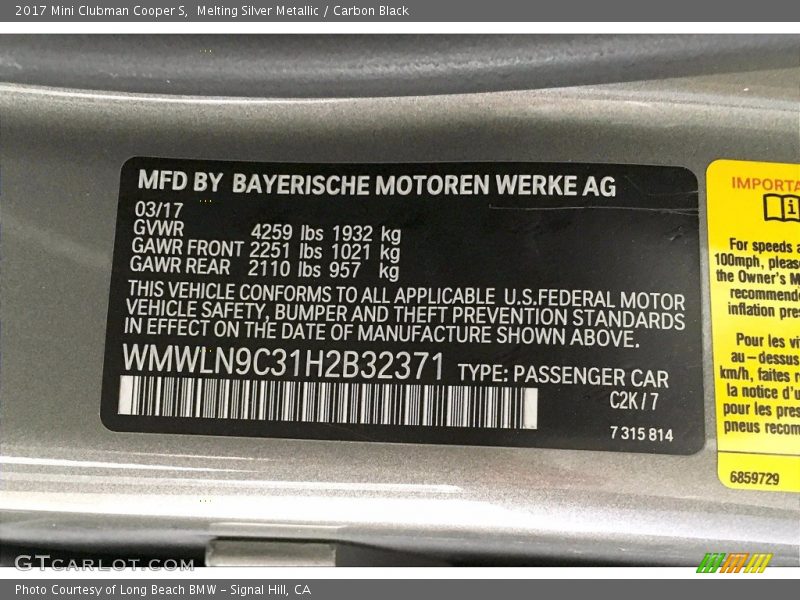 2017 Mini Clubman Cooper S,  Melting Silver Metallic / Carbon Black
MFD BY BAYERISCHE MOTOREN WERKE AG
03/17
GVWR 4259 lbs 1932 kg
GAWR FRONT 2251 lbs 1021 kg
GAWR REAR 2110 lbs 957 kg
THIS VEHICLE CONFORMS TO ALL APPLICABLE U.S.FEDERAL MOTOR
VEHICLE SAFETY, BUMPER AND THEFT PREVENTION STANDARDS
IN EFFECT ON THE DATE OF MANUFACTURE SHOWN ABOVE.
WMWLN9C31H2B32371 TYPE: PASSENGER CAR
C2K/7
7 315 814
IMPORTA
i
For speeds a
100mph, please
the Owner's M
recommende
inflation pres
Pour les vi
au-dessus
km/h, faites r
la notice d'u
pour les pres
pneus recom
6859729
GTCARLOT.COM
Photo Courtesy of Long Beach BMW - Signal Hill, CA